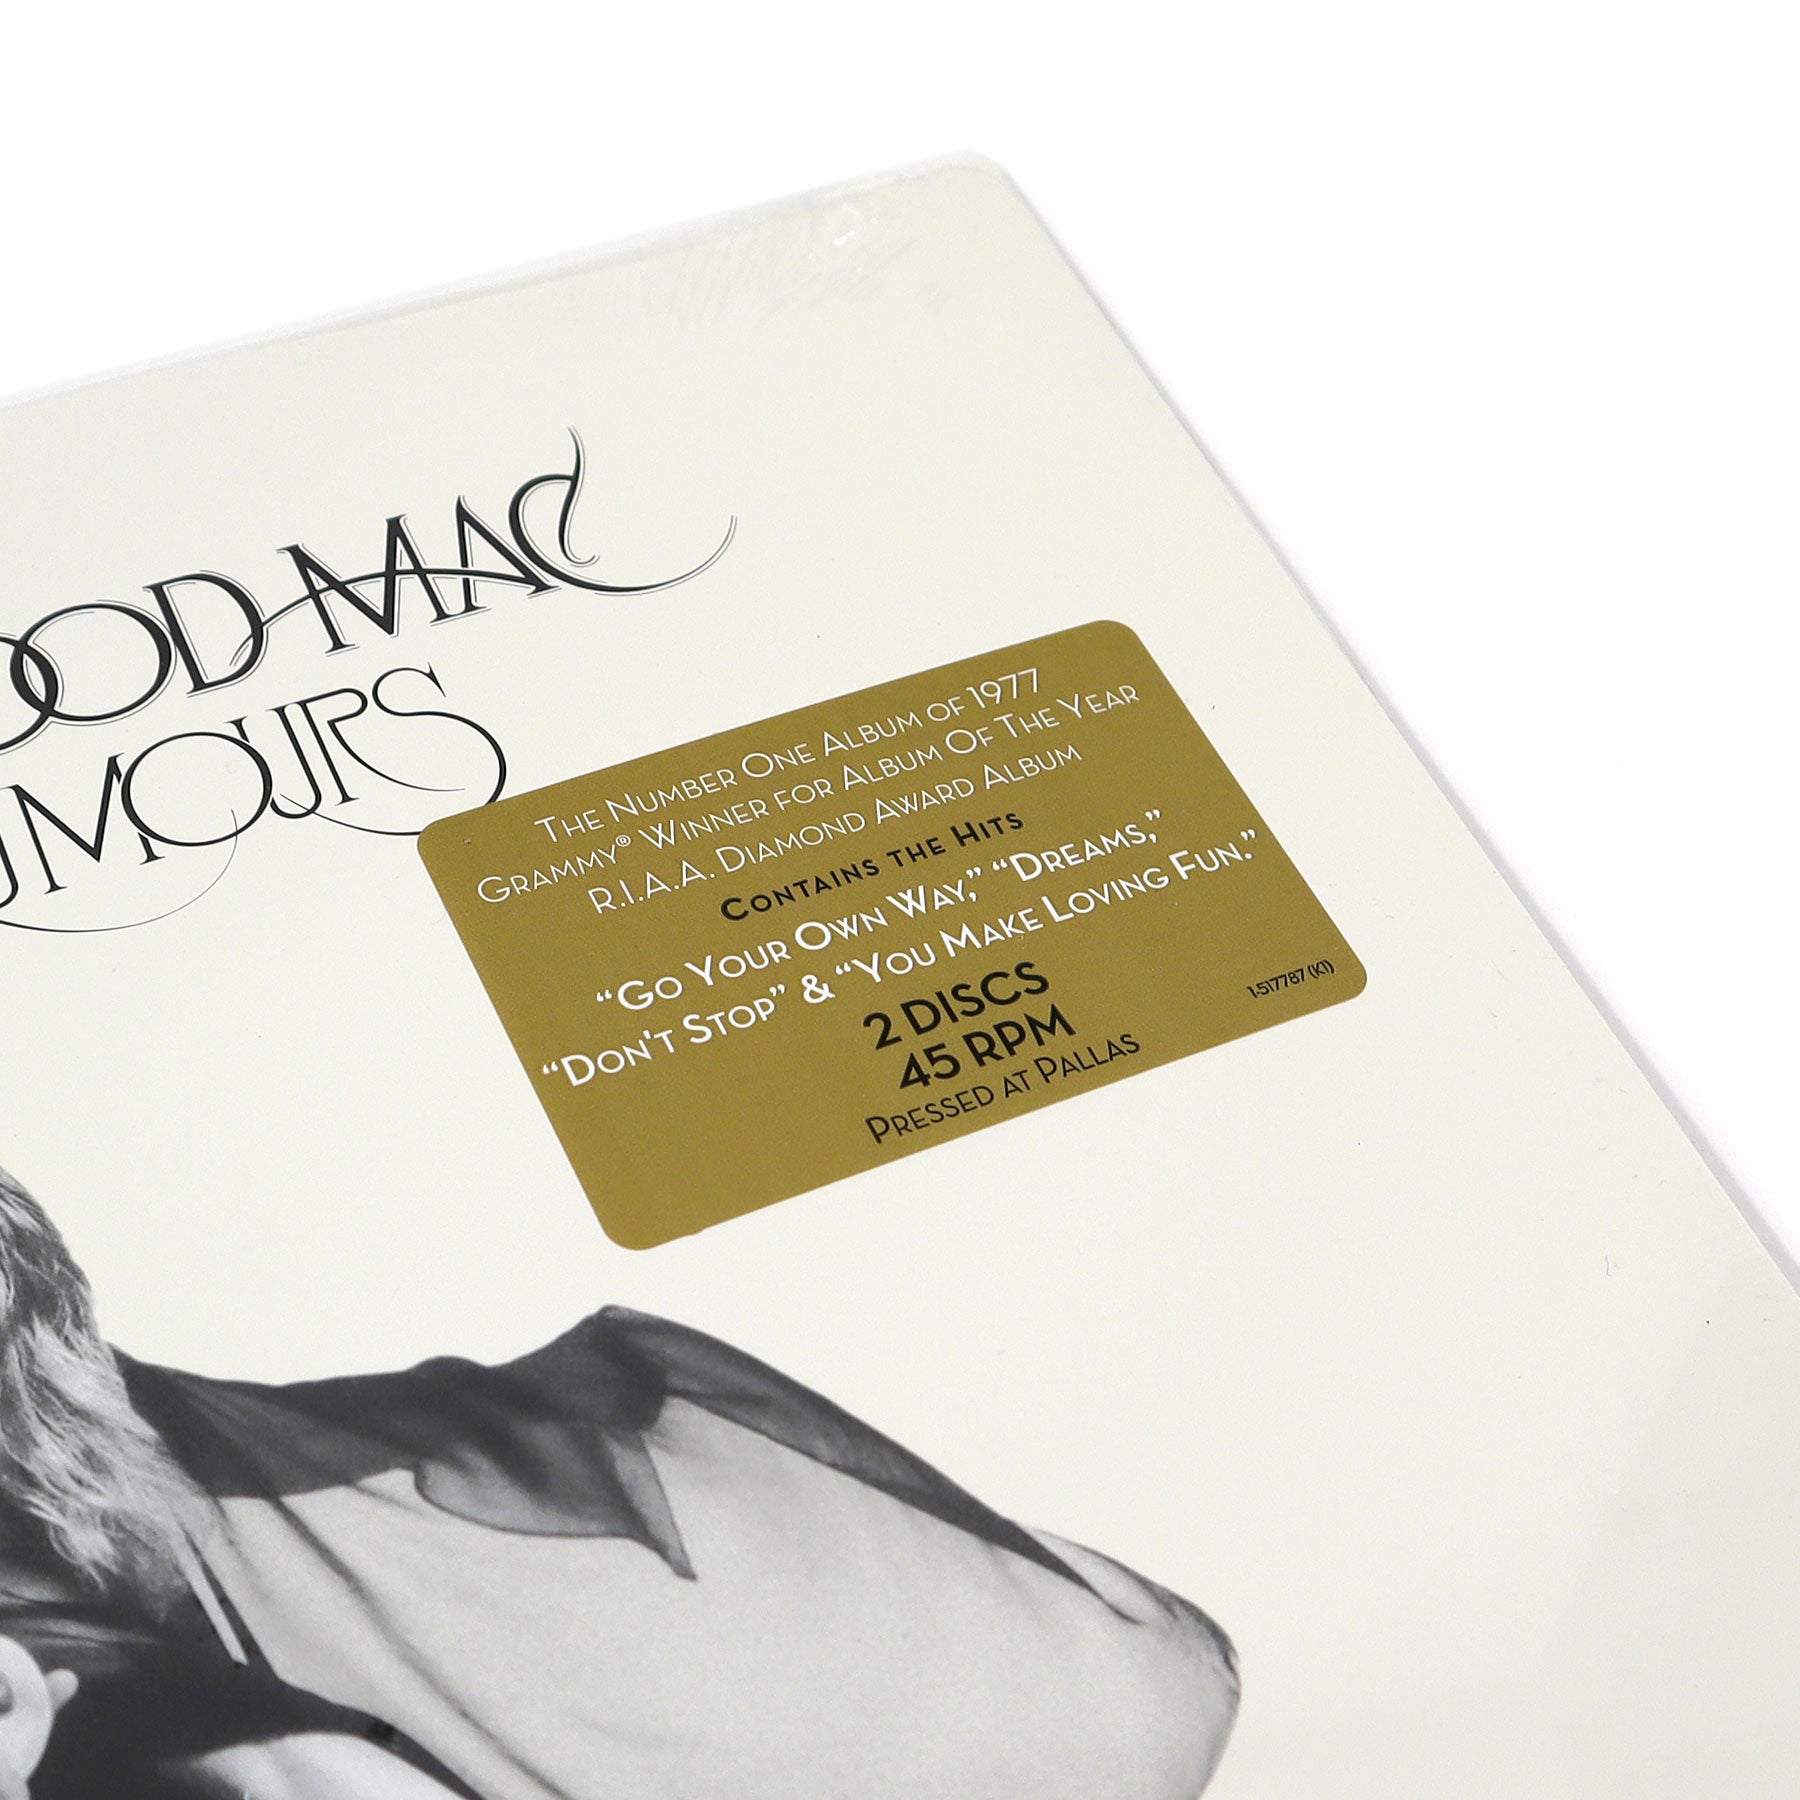 OOD MAC
UMOURS
The Number One Album of 1977
Grammy® Winner for Album Of The Year
R.I.A.A. Diamond Award Album
Contains the Hits
“Go Your Own Way,” “Dreams,”
“Don't Stop” & “You Make Loving Fun.”
2 DISCS
45 RPM
Pressed at Pallas
1-517787 (K1)